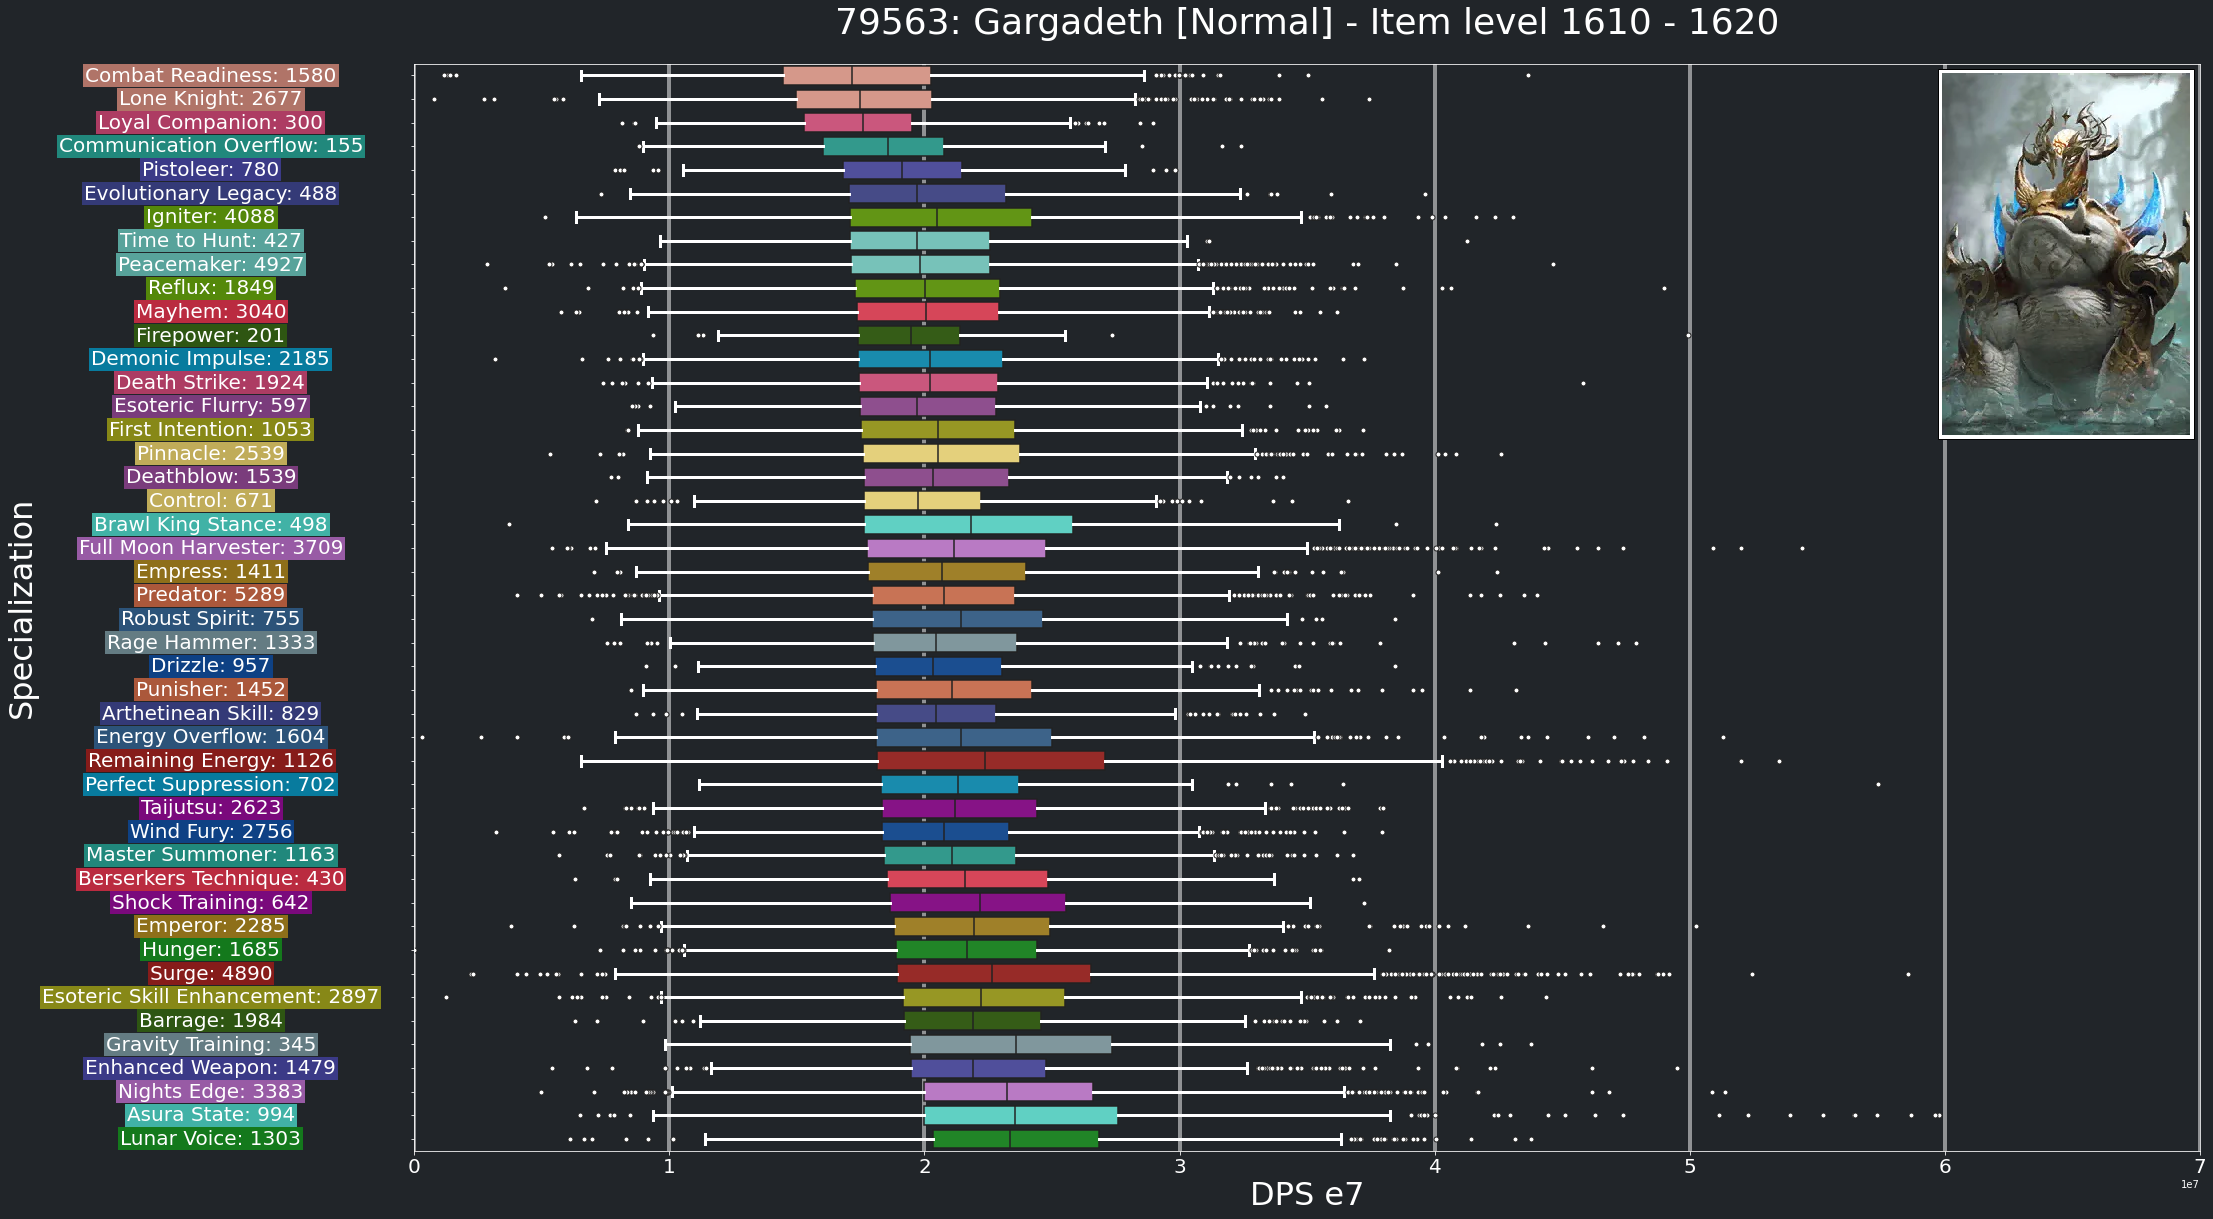 79563: Gargadeth [Normal] - Item level 1610 - 1620
Combat Readiness: 1580
Lone Knight: 2677
Loyal Companion: 300
Communication Overflow: 155
Pistoleer: 780
Evolutionary Legacy: 488
Igniter: 4088
Time to Hunt: 427
Peacemaker: 4927
Reflux: 1849
Mayhem: 3040
Firepower: 201
Demonic Impulse: 2185
Death Strike: 1924
Esoteric Flurry: 597
First Intention: 1053
Pinnacle: 2539
Deathblow: 1539
Control: 671
Brawl King Stance: 498
Full Moon Harvester: 3709
Empress: 1411
Predator: 5289
Robust Spirit: 755
Rage Hammer: 1333
Drizzle: 957
Punisher: 1452
Arthetinean Skill: 829
Energy Overflow: 1604
Remaining Energy: 1126
Perfect Suppression: 702
Taijutsu: 2623
Wind Fury: 2756
Master Summoner: 1163
Berserkers Technique: 430
Shock Training: 642
Emperor: 2285
Hunger: 1685
Surge: 4890
Esoteric Skill Enhancement: 2897
Barrage: 1984
Gravity Training: 345
Enhanced Weapon: 1479
Nights Edge: 3383
Asura State: 994
Lunar Voice: 1303
Specialization
0 1 2 3 4 5 6 7
1e7
DPS e7